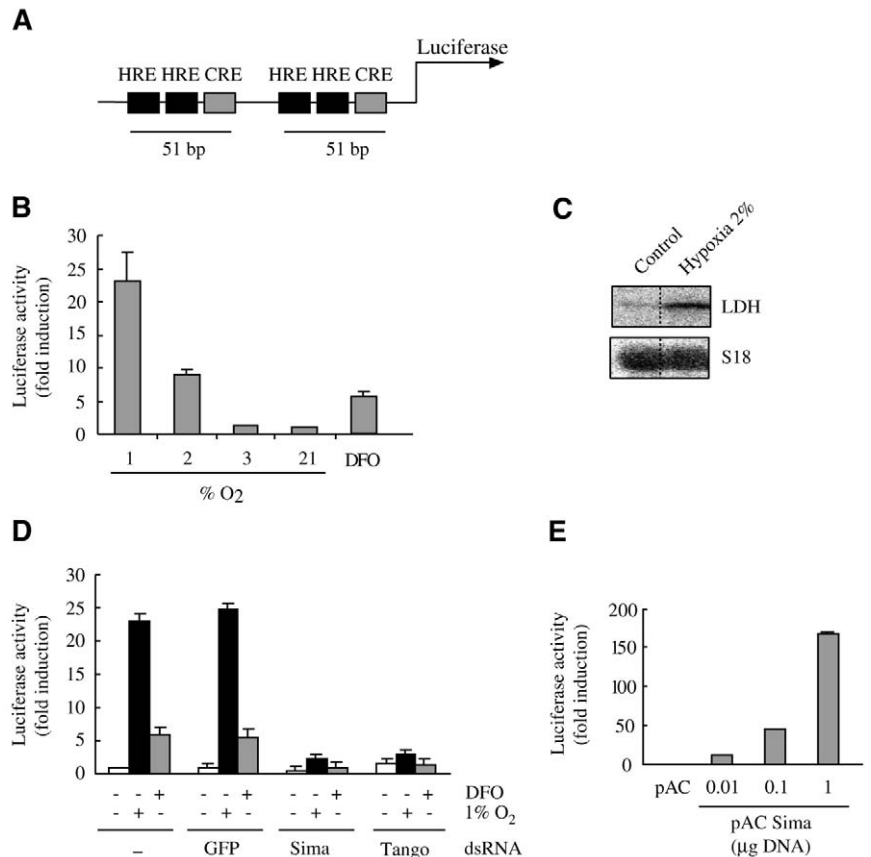 A
Luciferase
HRE HRE CRE HRE HRE CRE
51 bp 51 bp
B
Luciferase activity
(fold induction)
30
25
20
15
10
5
0
1 2 3 21 DFO
% O2
C
Control
Hypoxia 2%
LDH
S18
D
Luciferase activity
(fold induction)
30
25
20
15
10
5
0
- - + - - + - - + - - + DFO
- + - - + - - + - - + - 1% O2
– GFP Sima Tango dsRNA
E
Luciferase activity
(fold induction)
200
150
100
50
0
pAC 0.01 0.1 1
pAC Sima
(µg DNA)